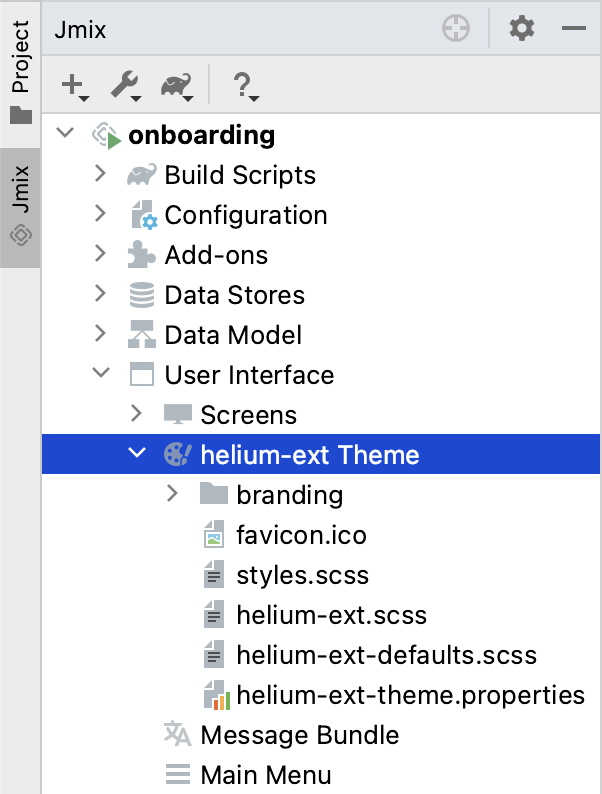 Project
Jmix
Jmix
?
onboarding
Build Scripts
Configuration
Add-ons
Data Stores
Data Model
User Interface
Screens
helium-ext Theme
branding
favicon.ico
styles.scss
helium-ext.scss
helium-ext-defaults.scss
helium-ext-theme.properties
Message Bundle
Main Menu